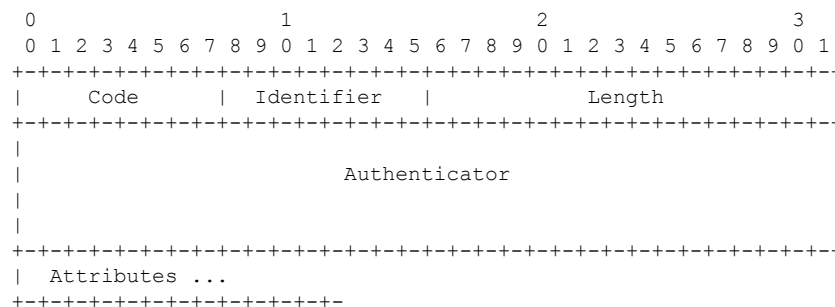 0                   1                   2                   3
 0 1 2 3 4 5 6 7 8 9 0 1 2 3 4 5 6 7 8 9 0 1 2 3 4 5 6 7 8 9 0 1
+-+-+-+-+-+-+-+-+-+-+-+-+-+-+-+-+-+-+-+-+-+-+-+-+-+-+-+-+-+-+-+-
|     Code      |  Identifier   |            Length
+-+-+-+-+-+-+-+-+-+-+-+-+-+-+-+-+-+-+-+-+-+-+-+-+-+-+-+-+-+-+-+-
|
|                         Authenticator
|
|
+-+-+-+-+-+-+-+-+-+-+-+-+-+-+-+-+-+-+-+-+-+-+-+-+-+-+-+-+-+-+-+-
|  Attributes ...
+-+-+-+-+-+-+-+-+-+-+-+-+-